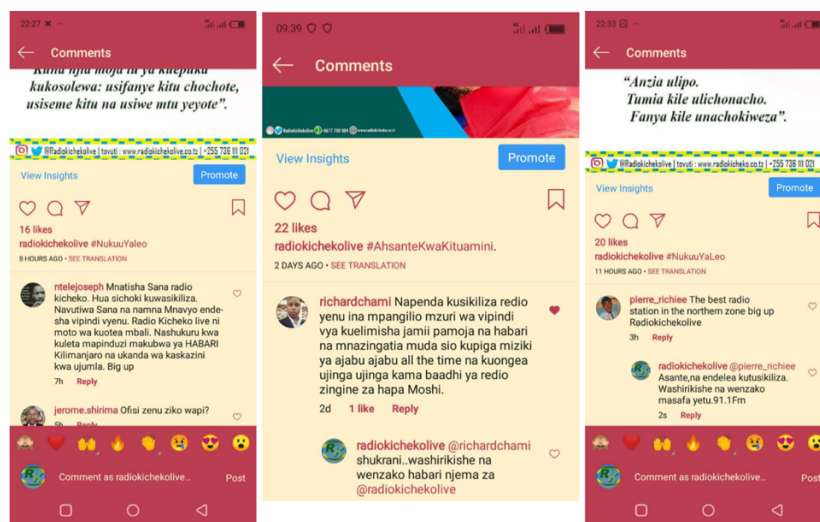 22:27
Comments
"Kuna njia moja tu ya kuepuka
kukosolewa: usifanye kitu chochote,
usiseme kitu na usiwe mtu yeyote".
@Radiokichekolive | tovuti : www.radiokichekolive.co.tz | +255 736 111 021
View Insights
Promote
16 likes
radiokichekolive #NukuuYaleo
8 HOURS AGO • SEE TRANSLATION
ntelejoseph Mnatisha Sana radio
kicheko. Hua sichoki kuwasikiliza.
Navutiwa Sana na namna Mnavyo ende-
sha vipindi vyenu. Radio Kicheko Live ni
moto wa kuotea mbali. Nashukuru kwa
kuleta mapinduzi makubwa ya HABARI
Kilimanjaro na ukanda wa kaskazini
kwa ujumla. Big up
7h Reply
jerome.shirima Ofisi zenu ziko wapi?
5h Reply
Comment as radiokichekolive...
Post
09:39
Comments
View Insights
Promote
22 likes
radiokichekolive #AhsanteKwaKituamini.
2 DAYS AGO • SEE TRANSLATION
richardchami Napenda kusikiliza redio
yenu ina mpangilio mzuri wa vipindi
vya kuelimisha jamii pamoja na habari
na mnazingatia muda sio kupiga miziki
ya ajabu ajabu all the time na kuongea
ujinga ujinga kama baadhi ya redio
zingine za hapa Moshi.
2d 1 like Reply
radiokichekolive @richardchami
shukrani..washirikishe na
wenzako habari njema za
@radiokichekolive
22:33
Comments
"Anzia ulipo.
Tumia kile ulichonacho.
Fanya kile unachokiweza".
@Radiokichekolive | tovuti : www.radiokichekolive.co.tz | +255 736 111 021
View Insights
Promote
20 likes
radiokichekolive #NukuuYaLeo
11 HOURS AGO • SEE TRANSLATION
pierre_richiee The best radio
station in the northern zone big up
Radiokichekolive
3h Reply
radiokichekolive @pierre_richiee
Asante,na endelea kutusikiliza.
Washirikishe na wenzako
masafa yetu.91.1Fm
2s Reply
Comment as radiokichekolive...
Post